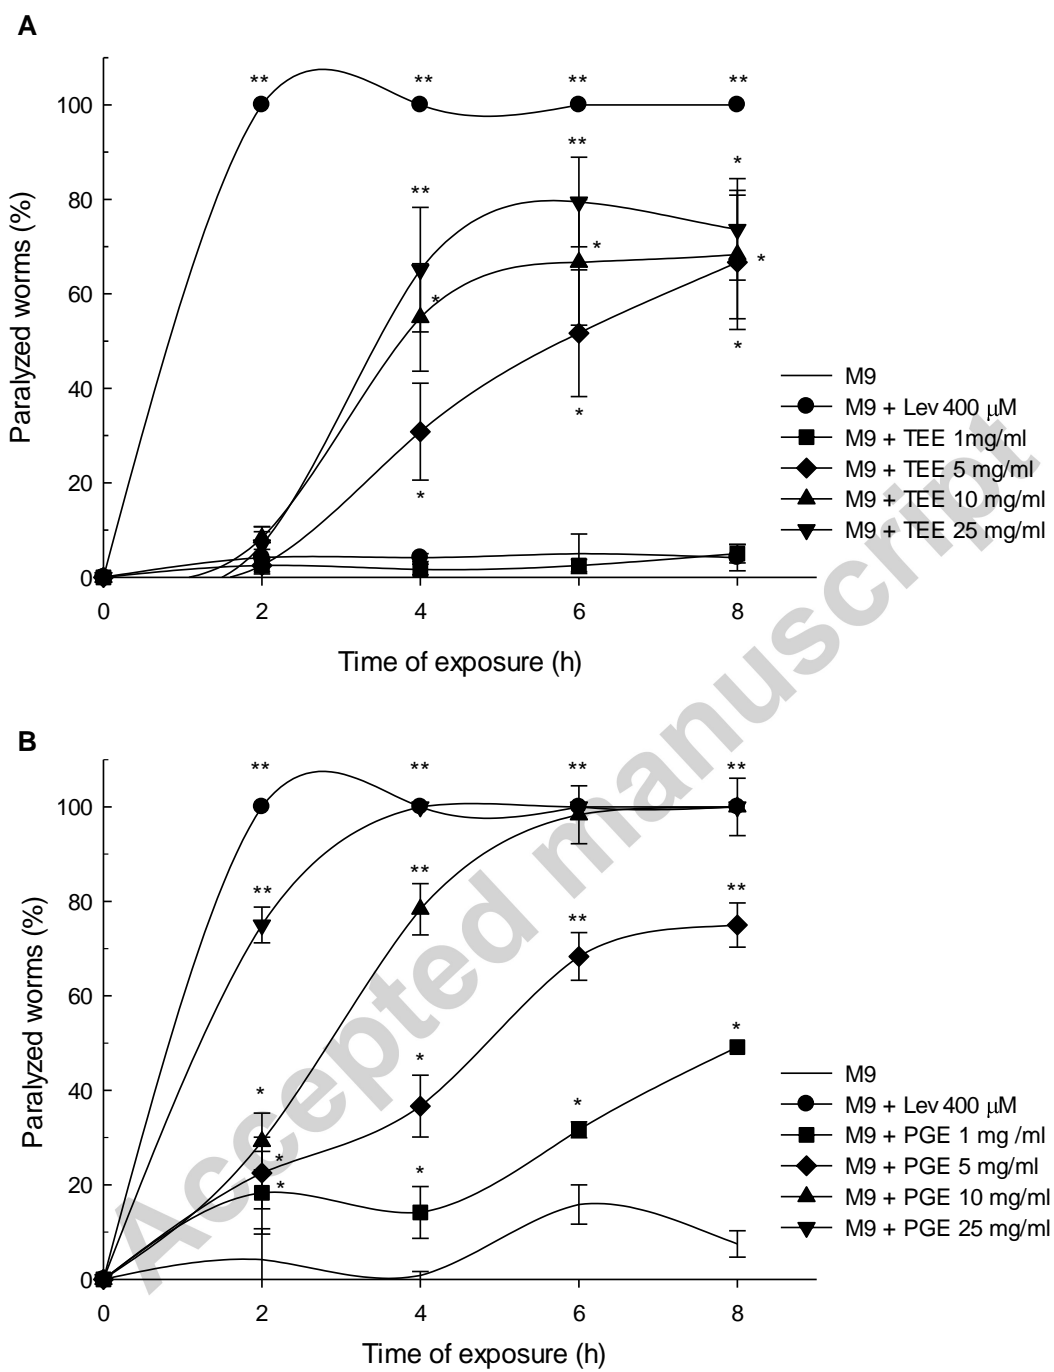 A
** ** ** **
100
** *
80
**
*
*
60
*
40
*
*
*
20
0
0 2 4 6 8
Paralyzed worms (%)
Time of exposure (h)
M9
M9 + Lev 400 μM
M9 + TEE 1mg/ml
M9 + TEE 5 mg/ml
M9 + TEE 10 mg/ml
M9 + TEE 25 mg/ml
B
** ** ** **
100
** ** **
80
**
60
*
40
* * *
*
* *
20
0
0 2 4 6 8
Paralyzed worms (%)
Time of exposure (h)
M9
M9 + Lev 400 μM
M9 + PGE 1 mg /ml
M9 + PGE 5 mg/ml
M9 + PGE 10 mg/ml
M9 + PGE 25 mg/ml
Accepted manuscript